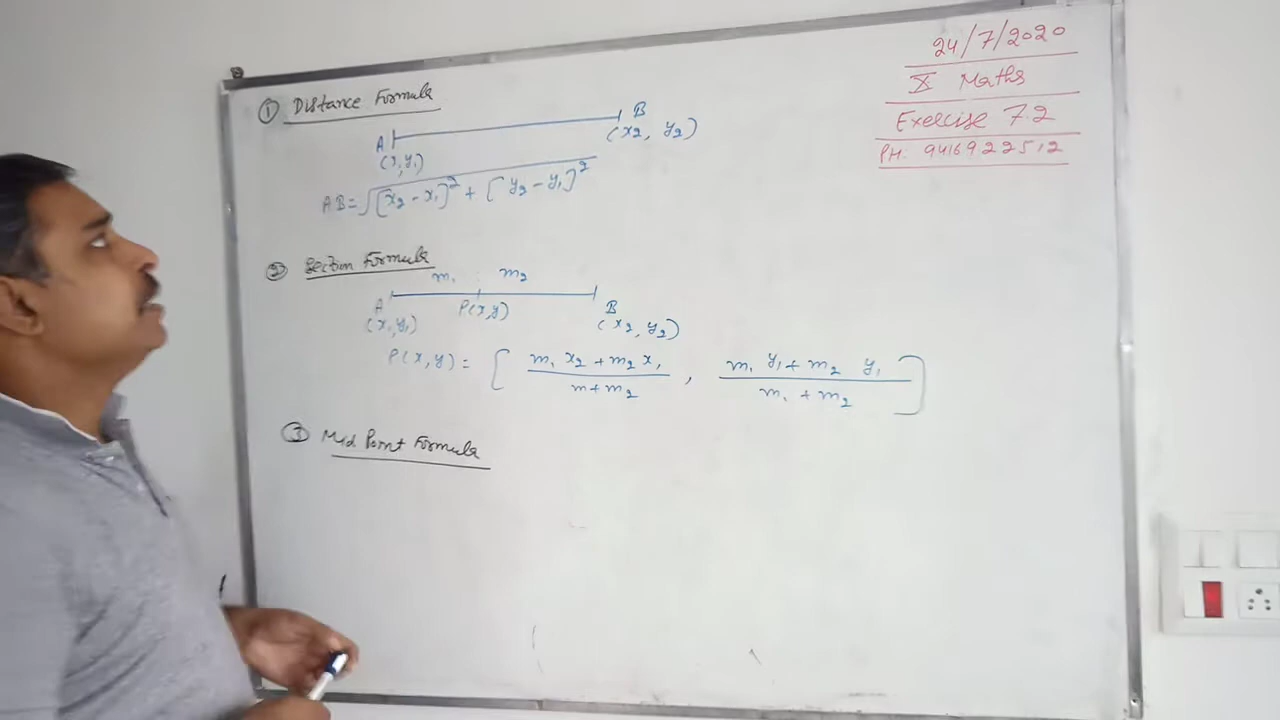 24/7/2020
X Maths
Exercise 7.2
PH. 9416922512
① Distance Formula
A B
(x₁, y₁) (x₂, y₂)
AB = √[x₂ - x₁]² + [y₂ - y₁]²
② Section Formula
m₁ : m₂
A P(x,y) B
(x₁, y₁) (x₂, y₂)
P(x, y) = [ (m₁ x₂ + m₂ x₁)/(m + m₂) , (m₁ y₁ + m₂ y₁)/(m₁ + m₂) ]
③ Mid Point Formula